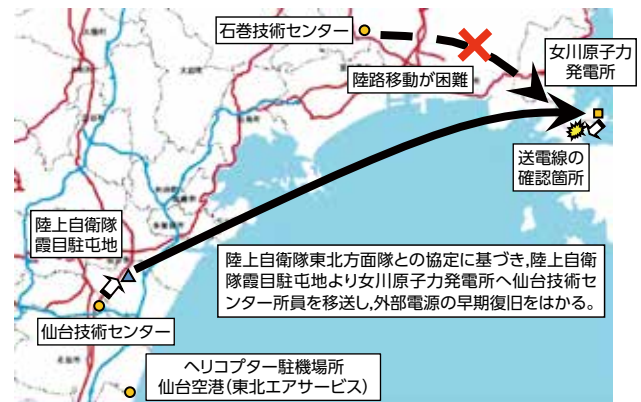 石巻技術センター
女川原子力
発電所
陸路移動が困難
送電線の
確認箇所
陸上自衛隊
霞目駐屯地
陸上自衛隊東北方面隊との協定に基づき,陸上自衛
隊霞目駐屯地より女川原子力発電所へ仙台技術セ
ンター所員を移送し,外部電源の早期復旧をはかる。
仙台技術センター
ヘリコプター駐機場所
仙台空港(東北エアサービス)